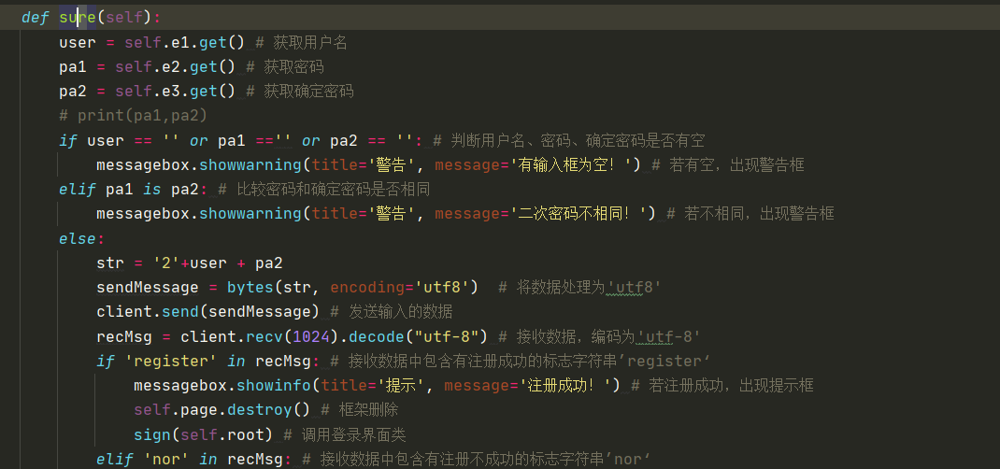 def sure(self):
user = self.e1.get() # 获取用户名
pa1 = self.e2.get() # 获取密码
pa2 = self.e3.get() # 获取确定密码
# print(pa1,pa2)
if user == '' or pa1 =='' or pa2 == '': # 判断用户名、密码、确定密码是否有空
messagebox.showwarning(title='警告', message='有输入框为空！') # 若有空，出现警告框
elif pa1 is pa2: # 比较密码和确定密码是否相同
messagebox.showwarning(title='警告', message='二次密码不相同！') # 若不相同，出现警告框
else:
str = '2'+user + pa2
sendMessage = bytes(str, encoding='utf8') # 将数据处理为'utf8'
client.send(sendMessage) # 发送输入的数据
recMsg = client.recv(1024).decode("utf-8") # 接收数据，编码为'utf-8'
if 'register' in recMsg: # 接收数据中包含有注册成功的标志字符串’register‘
messagebox.showinfo(title='提示', message='注册成功！') # 若注册成功，出现提示框
self.page.destroy() # 框架删除
sign(self.root) # 调用登录界面类
elif 'nor' in recMsg: # 接收数据中包含有注册不成功的标志字符串’nor‘